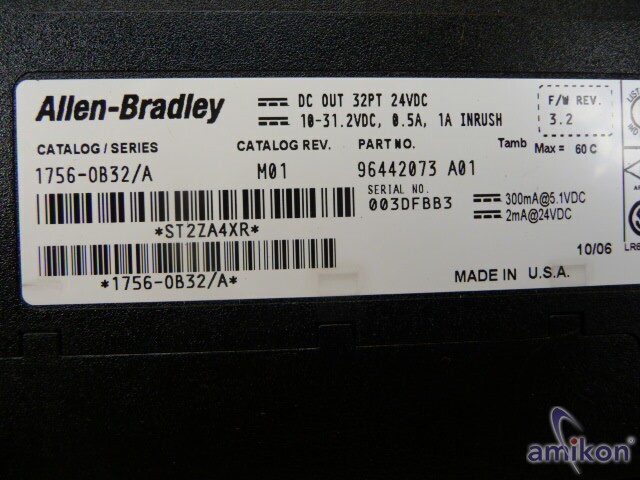 Allen-Bradley
DC OUT 32PT 24VDC
10-31.2VDC, 0.5A, 1A INRUSH
F/W REV.
3.2
CATALOG / SERIES
CATALOG REV.
PART NO.
Tamb Max = 60 C
1756-OB32/A
M01
96442073 A01
SERIAL NO.
003DFBB3
300mA@5.1VDC
2mA@24VDC
*ST2ZA4XR*
10/06
*1756-OB32/A*
MADE IN U.S.A.
amikon